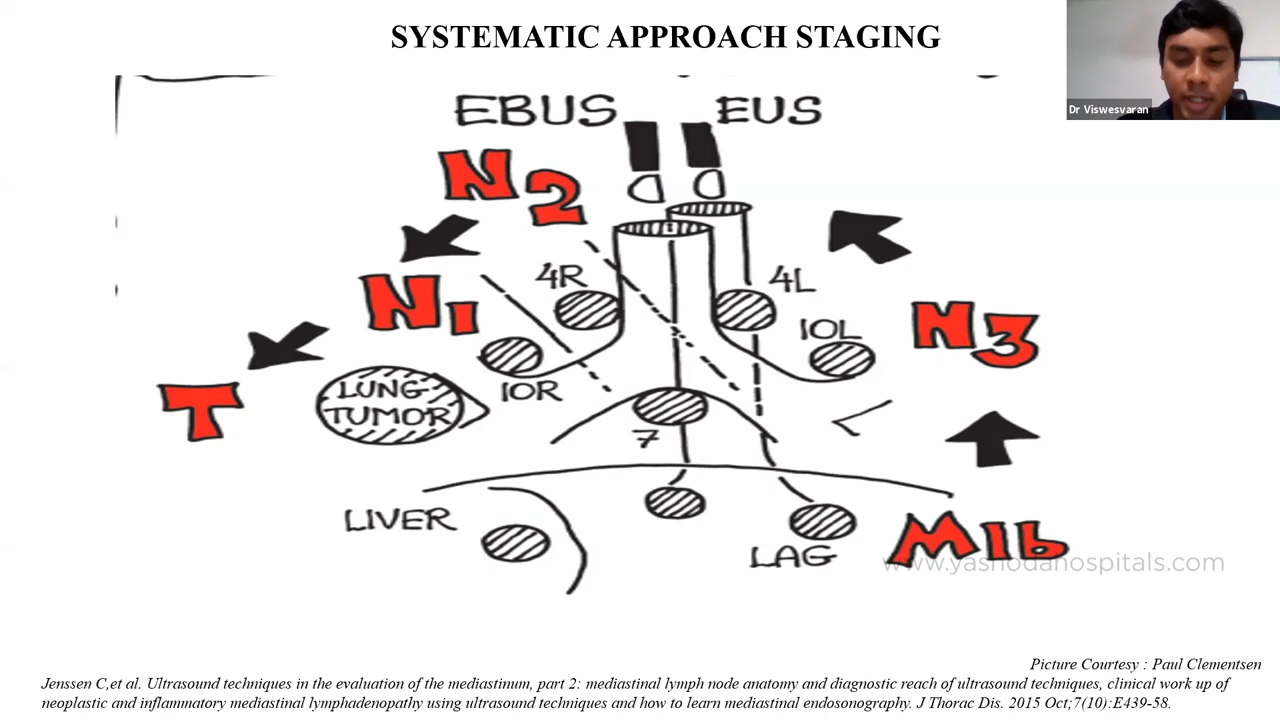 SYSTEMATIC APPROACH STAGING
Dr Viswesvaran
EBUS
EUS
N2
4R
4L
N1
10L
N3
10R
LUNG
TUMOR
T
7
LIVER
LAG
M1b
www.yashodahospitals.com
Picture Courtesy : Paul Clementsen
Jenssen C,et al. Ultrasound techniques in the evaluation of the mediastinum, part 2: mediastinal lymph node anatomy and diagnostic reach of ultrasound techniques, clinical work up of
neoplastic and inflammatory mediastinal lymphadenopathy using ultrasound techniques and how to learn mediastinal endosonography. J Thorac Dis. 2015 Oct;7(10):E439-58.